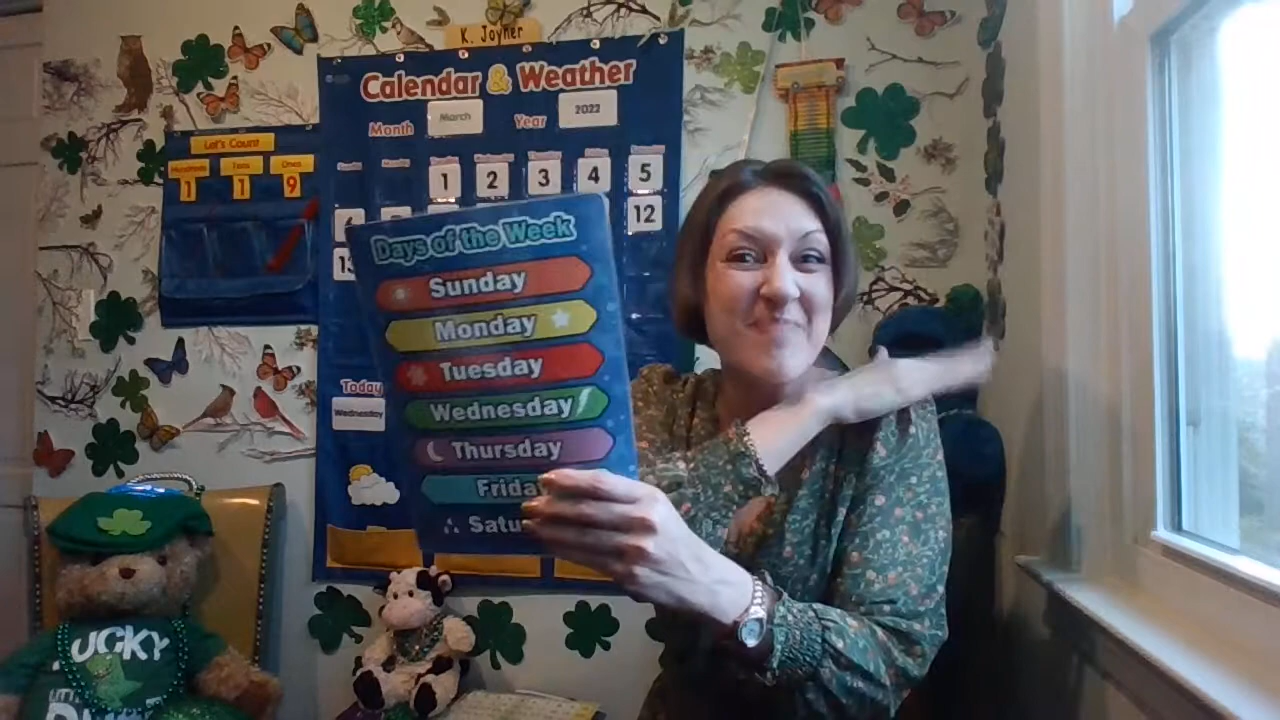 K. Joyner
Calendar & Weather
Month March Year 2022
Let's Count
Hundreds Tens Ones
1 1 9
1 2 3 4 5
12
Days of the Week
Sunday
Monday
Tuesday
Wednesday
Thursday
Today
Wednesday
LUCKY